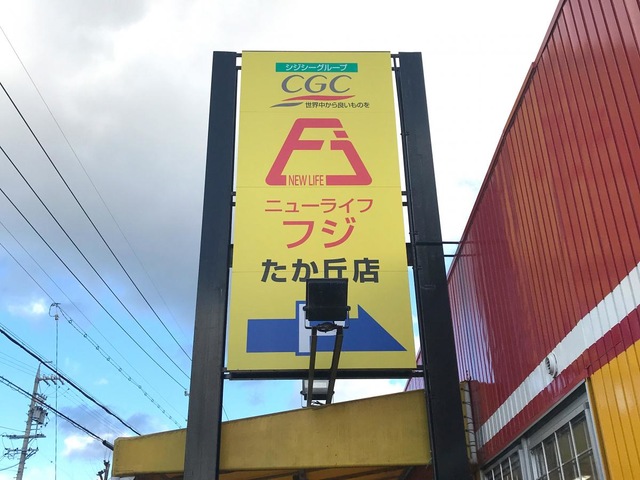 シジシーグループ
CGC
世界中から良いものを
NEW LIFE
ニューライフ
フジ
たか丘店